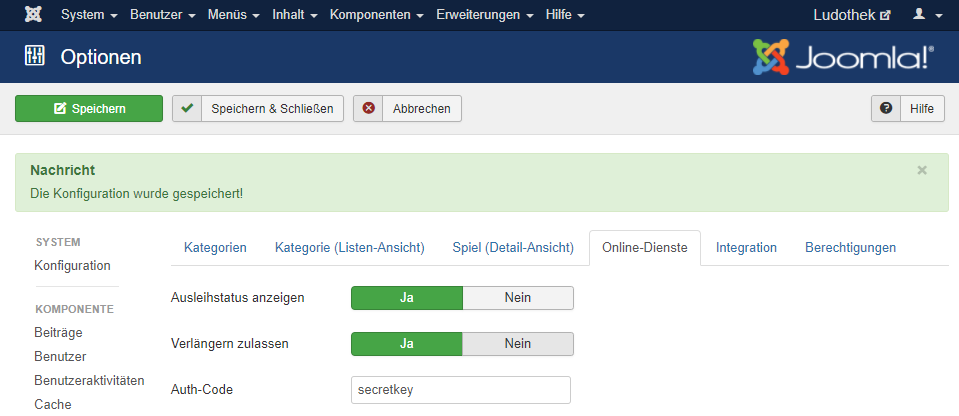 System Benutzer Menüs Inhalt Komponenten Erweiterungen Hilfe Ludothek
Optionen Joomla!®
Speichern Speichern & Schließen Abbrechen Hilfe
Nachricht ×
Die Konfiguration wurde gespeichert!
SYSTEM
Konfiguration
KOMPONENTE
Beiträge
Benutzer
Benutzeraktivitäten
Cache
Kategorien Kategorie (Listen-Ansicht) Spiel (Detail-Ansicht) Online-Dienste Integration Berechtigungen
Ausleihstatus anzeigen Ja Nein
Verlängern zulassen Ja Nein
Auth-Code secretkey